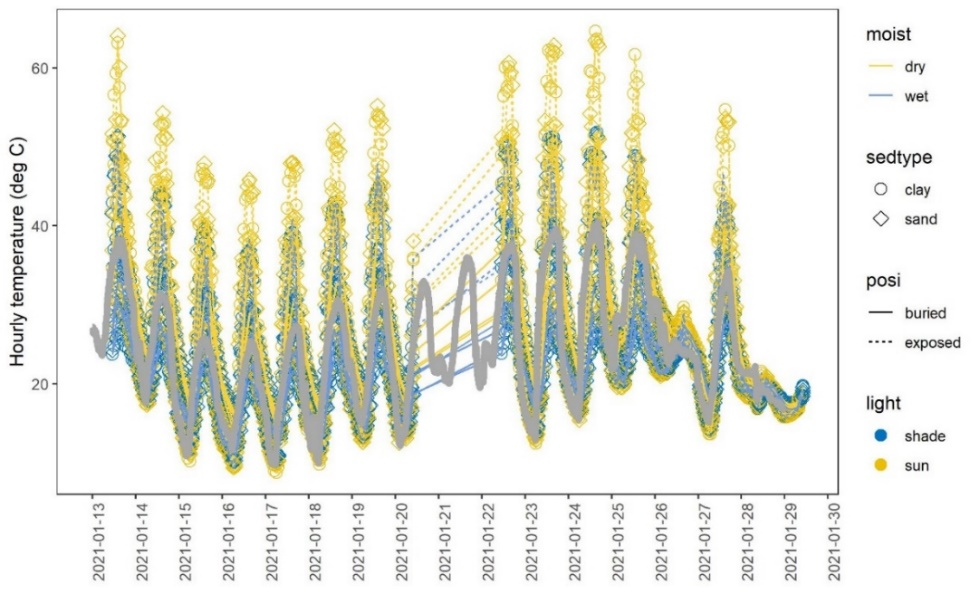 Hourly temperature (deg C)
60
40
20
2021-01-13
2021-01-14
2021-01-15
2021-01-16
2021-01-17
2021-01-18
2021-01-19
2021-01-20
2021-01-21
2021-01-22
2021-01-23
2021-01-24
2021-01-25
2021-01-26
2021-01-27
2021-01-28
2021-01-29
2021-01-30
moist
dry
wet
sedtype
clay
sand
posi
buried
exposed
light
shade
sun